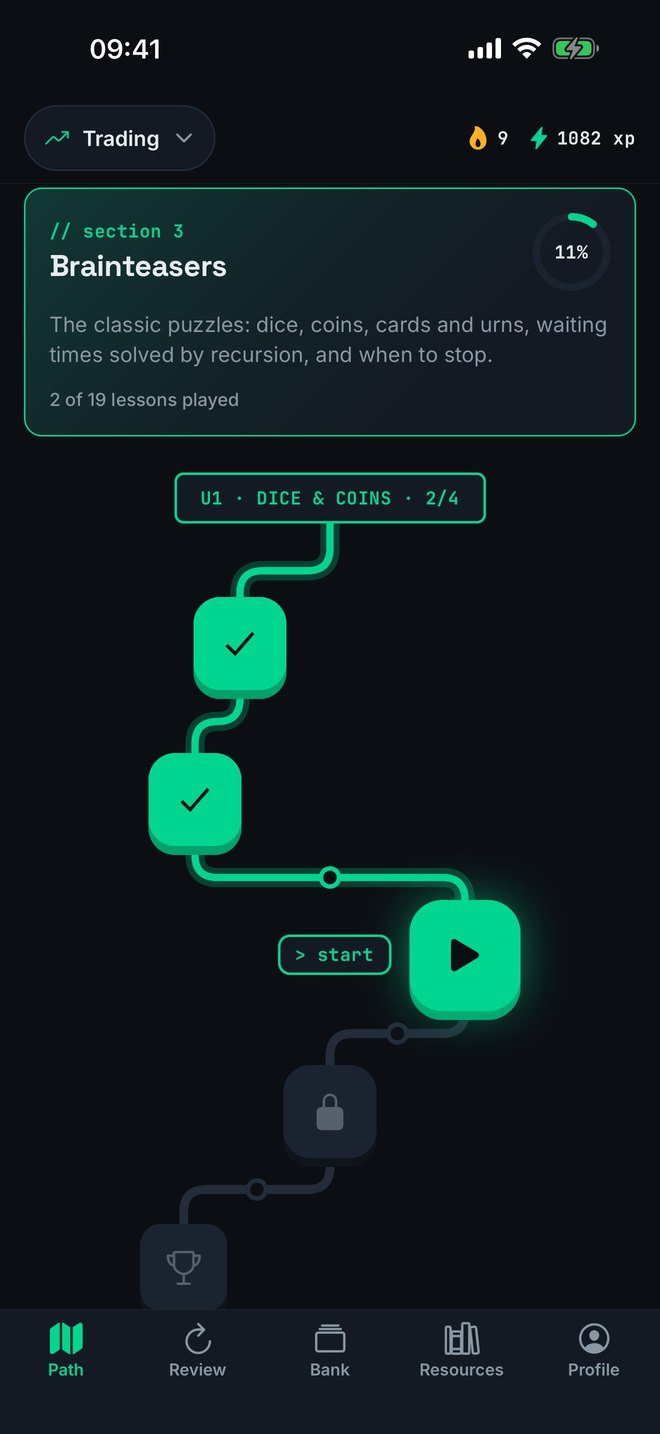 09:41
Trading
9
1082 xp
// section 3
Brainteasers
11%
The classic puzzles: dice, coins, cards and urns, waiting
times solved by recursion, and when to stop.
2 of 19 lessons played
U1 · DICE & COINS · 2/4
> start
Path
Review
Bank
Resources
Profile